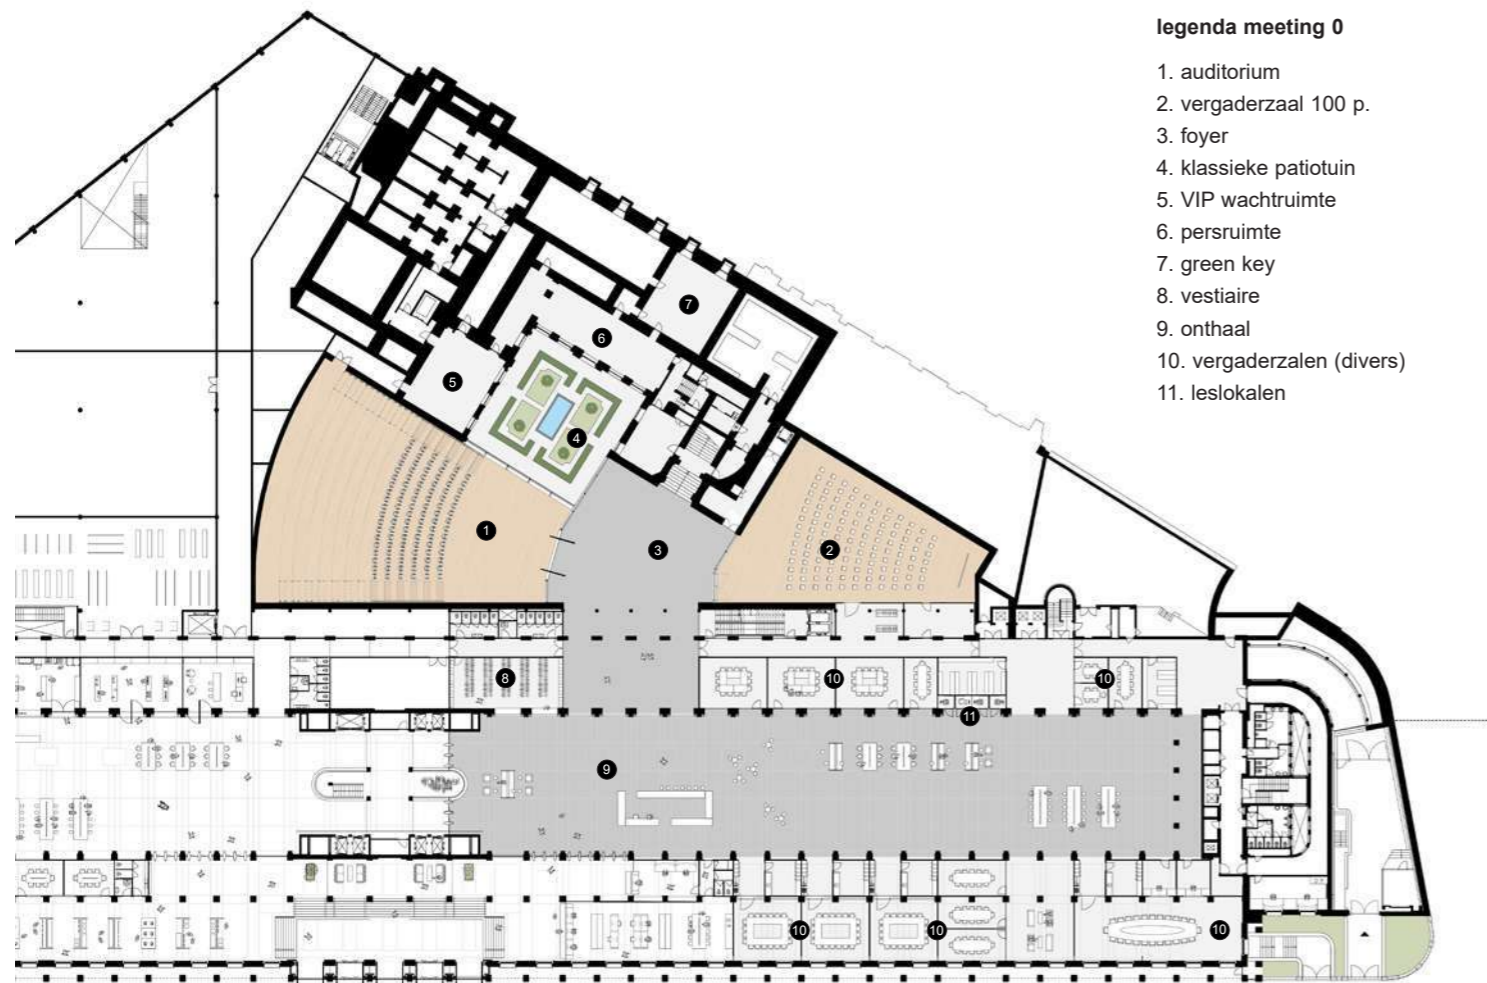 legenda meeting 0
1. auditorium
2. vergaderzaal 100 p.
3. foyer
4. klassieke patiotuin
5. VIP wachtruimte
6. persruimte
7. green key
8. vestiaire
9. onthaal
10. vergaderzalen (divers)
11. leslokalen
7
6
5
4
1
3
2
8
10
10
11
9
10
10
10